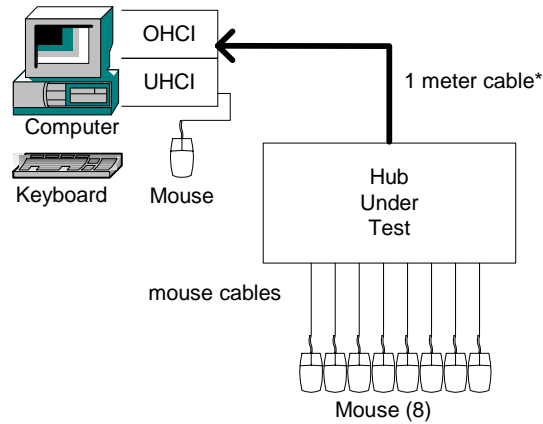 OHCI
UHCI
1 meter cable*
Computer
Keyboard
Mouse
Hub
Under
Test
mouse cables
Mouse (8)